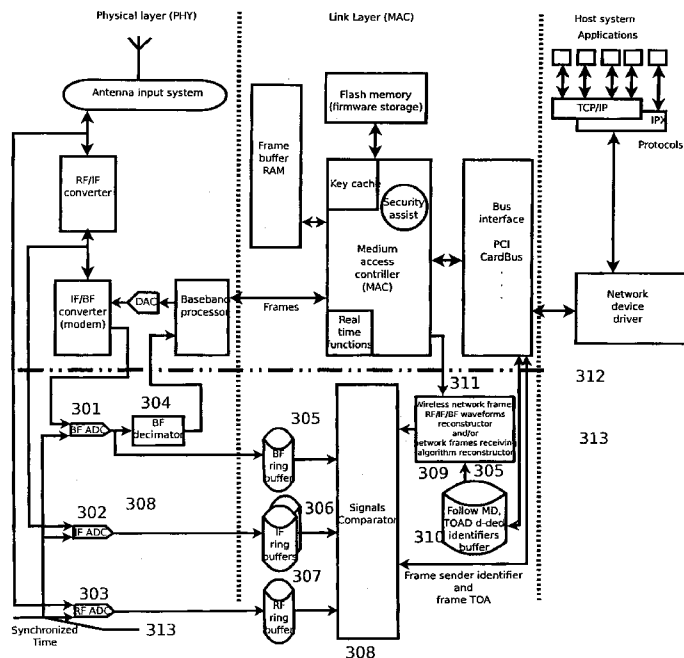 Physical layer (PHY)
Link Layer (MAC)
Host system
Applications
Antenna input system
Flash memory
(firmware storage)
TCP/IP
IPX
Protocols
Frame
buffer
RAM
Key cache
Security
assist
RF/IF
converter
Bus
interface
PCI
CardBus
Medium
access
contriller
(MAC)
IF/BF
converter
(modem)
DAC
Baseband
processor
Frames
Real
time
functions
Network
device
driver
311
312
301
304
305
BF ADC
BF
decimator
Wireless network frame
RF/IF/BF waveforms
reconstructor
and/or
network frames receiving
algorithm reconstructor
313
BF
ring
buffer
309
305
302
308
306
IF ADC
IF
ring
buffers
Signals
Comparator
310
Follow MD,
TOAD d-ded
identifiers
buffer
307
303
RF ADC
RF
ring
buffer
Frame sender identifier
and
frame TOA
Synchronized
Time
313
308